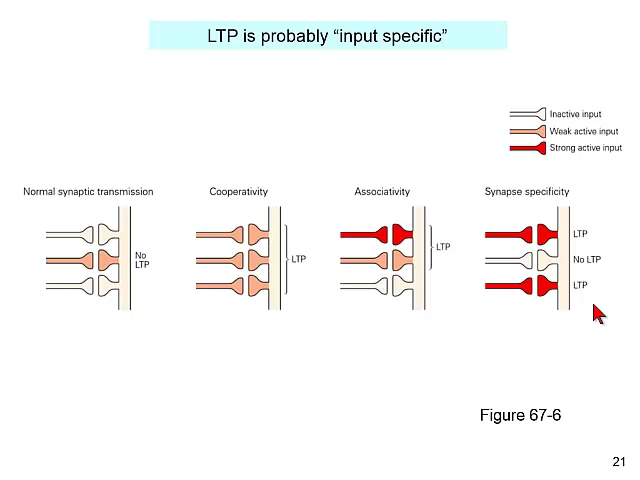 LTP is probably “input specific”
Inactive input
Weak active input
Strong active input
Normal synaptic transmission
No
LTP
Cooperativity
LTP
Associativity
LTP
Synapse specificity
LTP
No LTP
LTP
Figure 67-6
21